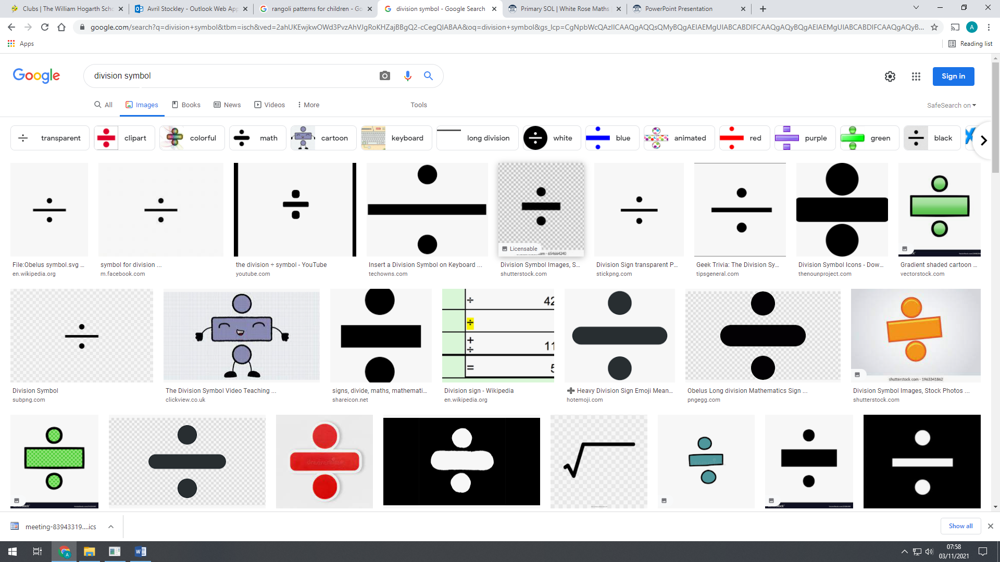 Clubs | The William Hogarth Scho
Avril Stockley - Outlook Web App
rangoli patterns for children - Go
division symbol - Google Search
Primary SOL | White Rose Maths
PowerPoint Presentation
google.com/search?q=division+symbol&tbm=isch&ved=2ahUKEwjkwOWd3PvzAhVJgRoKHZajBBgQ2-cCegQIABAA&oq=division+symbol&gs_lcp=CgNpbWcQAzIICAAQgAQQsQMyBQgAEIAEMgUIABCABDIFCAAQgAQyBQgAEIAEMgUIABCABDIFCAAQgAQyB...
A
Apps
Reading list
Google
division symbol
Sign in
All
Images
Books
News
Videos
More
Tools
SafeSearch on
transparent
clipart
colorful
math
cartoon
keyboard
long division
white
blue
animated
red
purple
green
black
Licensable
File:Obelus symbol.svg ...
en.wikipedia.org
symbol for division ...
m.facebook.com
the division ÷ symbol - YouTube
youtube.com
Insert a Division Symbol on Keyboard ...
techowns.com
Division Symbol Images, S...
shutterstock.com
Division Sign transparent P...
stickpng.com
Geek Trivia: The Division Sy...
tipsgeneral.com
Division Symbol Icons - Dow...
thenounproject.com
Gradient shaded cartoon ...
vectorstock.com
÷ 42
÷
+
÷ 11
= 5
shutterstock.com · 1963341862
Division Symbol
subpng.com
The Division Symbol Video Teaching ...
clickview.co.uk
signs, divide, maths, mathemati...
shareicon.net
Division sign - Wikipedia
en.wikipedia.org
➗ Heavy Division Sign Emoji Mean...
hotemoji.com
Obelus Long division Mathematics Sign ...
pngegg.com
Division Symbol Images, Stock Photos ...
shutterstock.com
meeting-83943319....ics
Show all
07:58
03/11/2021